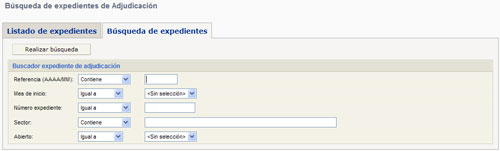 Búsqueda de expedientes de Adjudicación
Listado de expedientes Búsqueda de expedientes
Realizar búsqueda
Buscador expediente de adjudicación
Referencia (AAAA/MM): Contiene
Mes de inicio: Igual a <Sin selección>
Número expediente: Igual a
Sector: Contiene
Abierto: Igual a <Sin selección>